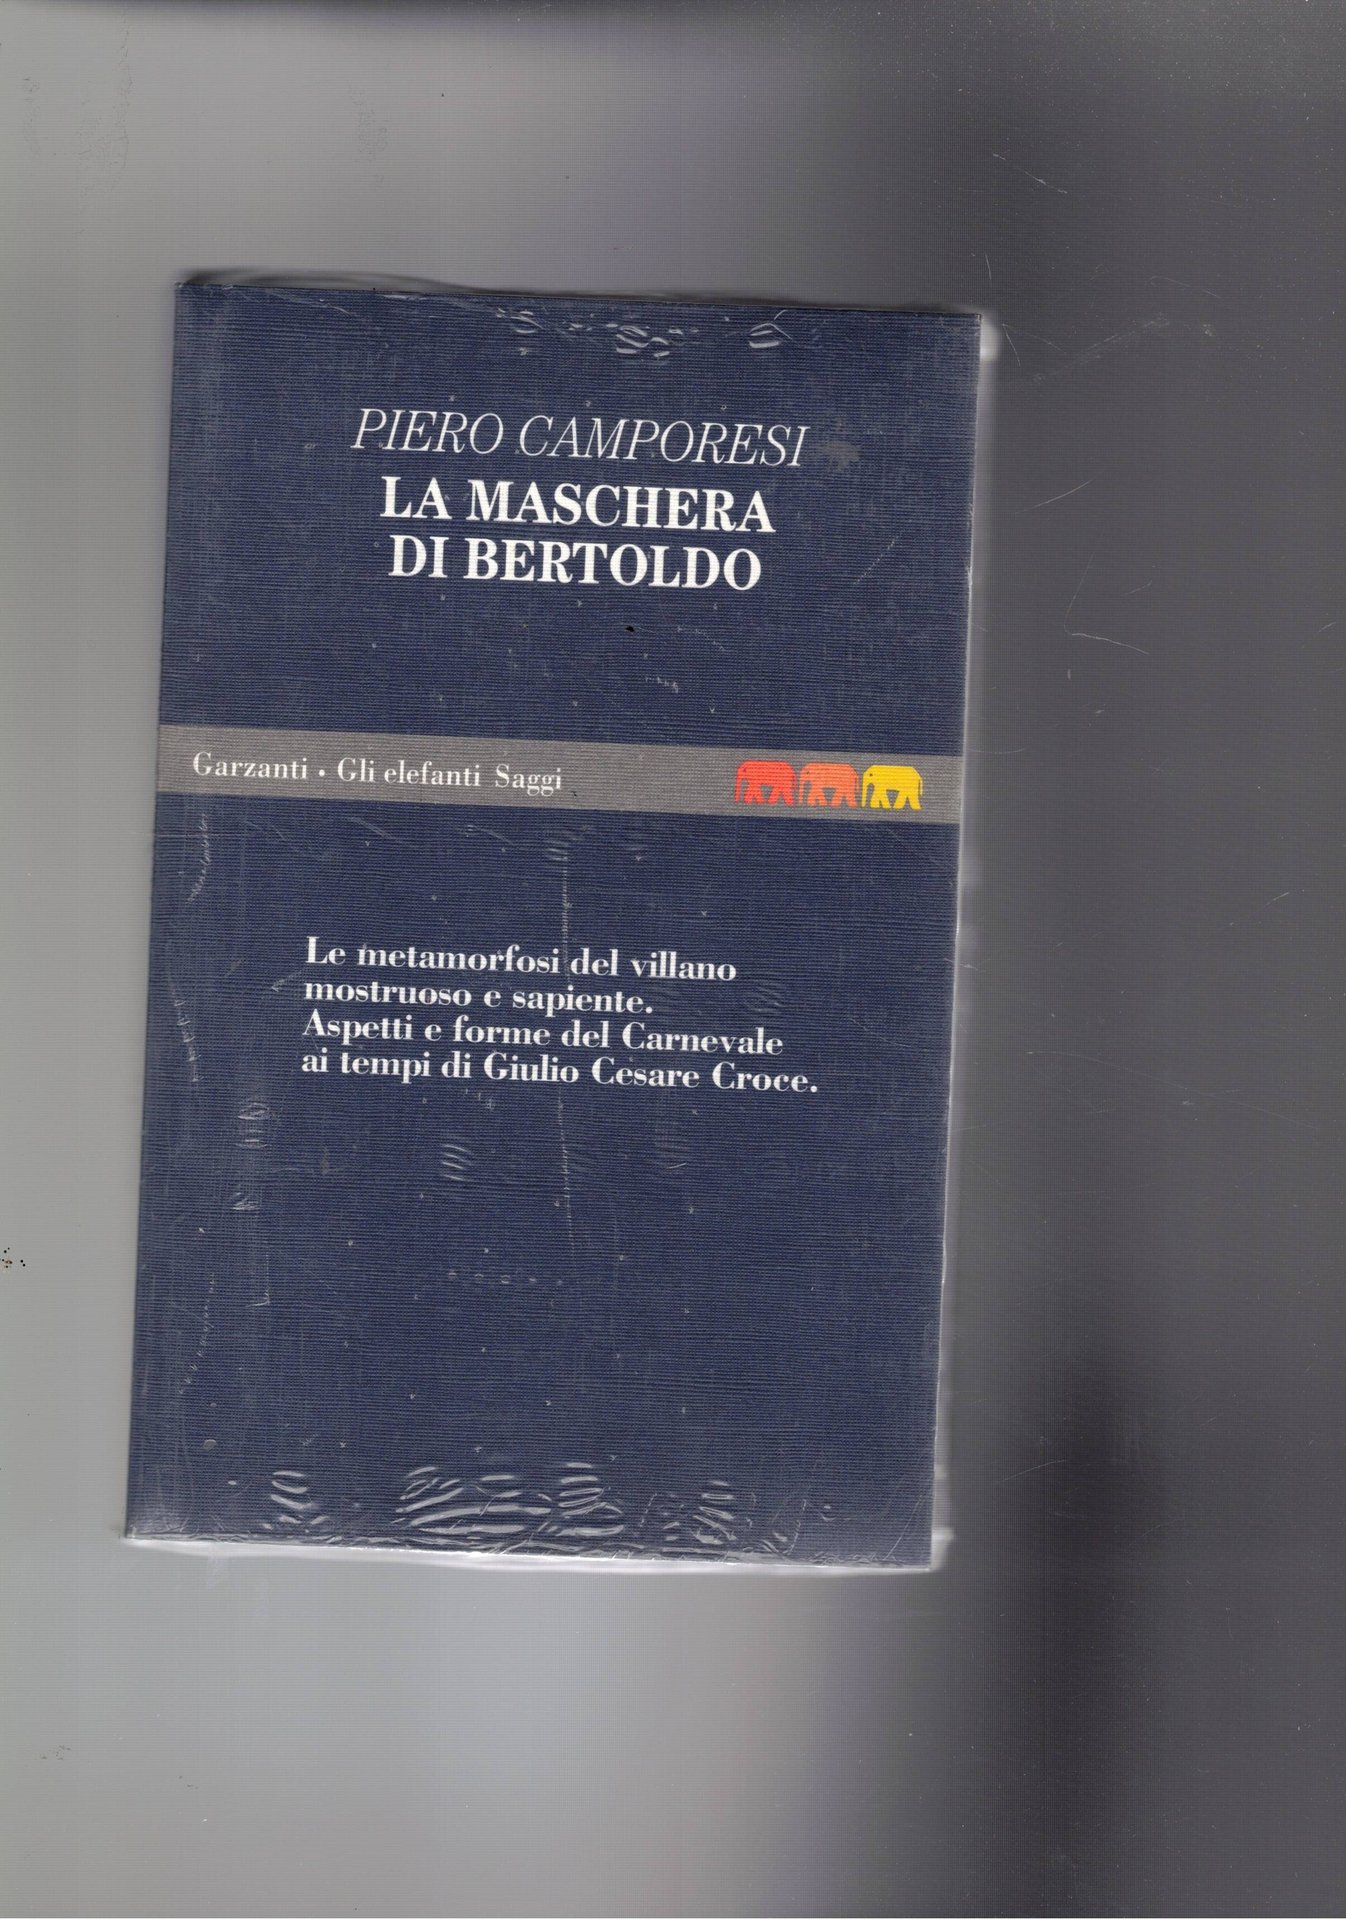 PIERO CAMPORESI
LA MASCHERA
DI BERTOLDO
Garzanti • Gli elefanti Saggi
Le metamorfosi del villano
mostruoso e sapiente.
Aspetti e forme del Carnevale
ai tempi di Giulio Cesare Croce.